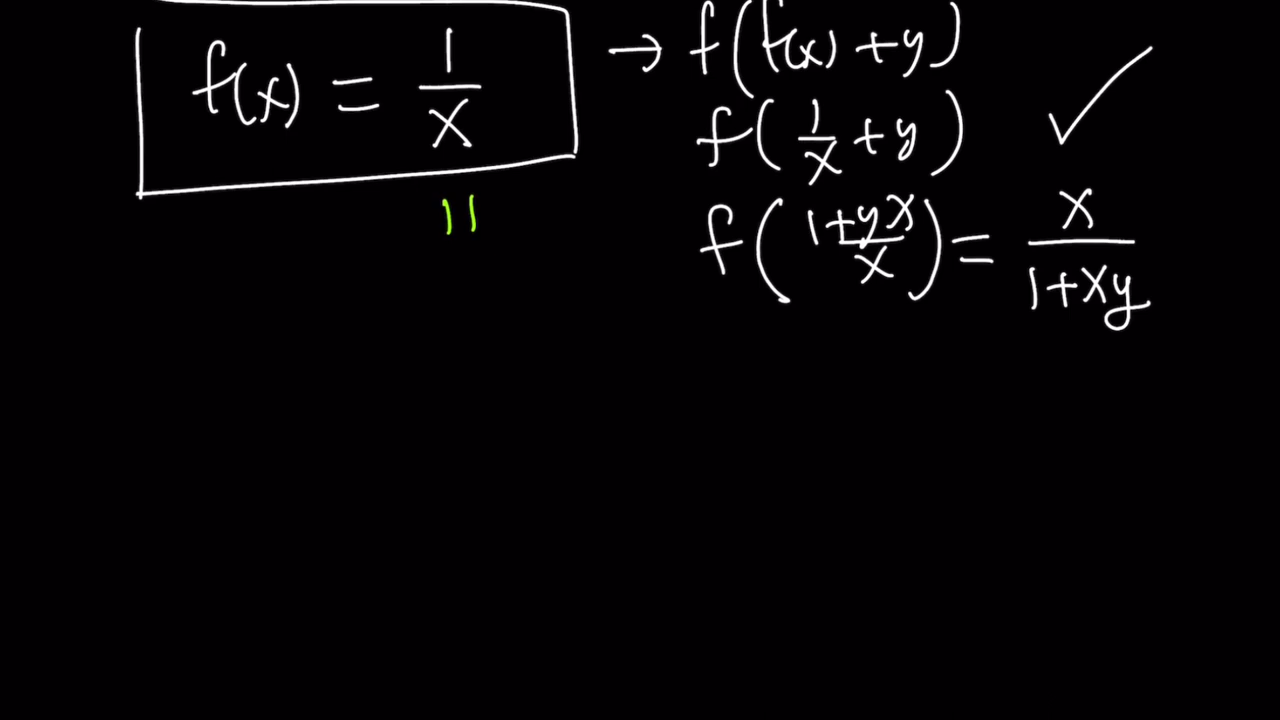 f(x) = 1/x → f(f(x) + y)
f(1/x + y) ✓
f((1+yx)/x) = x/(1+xy)